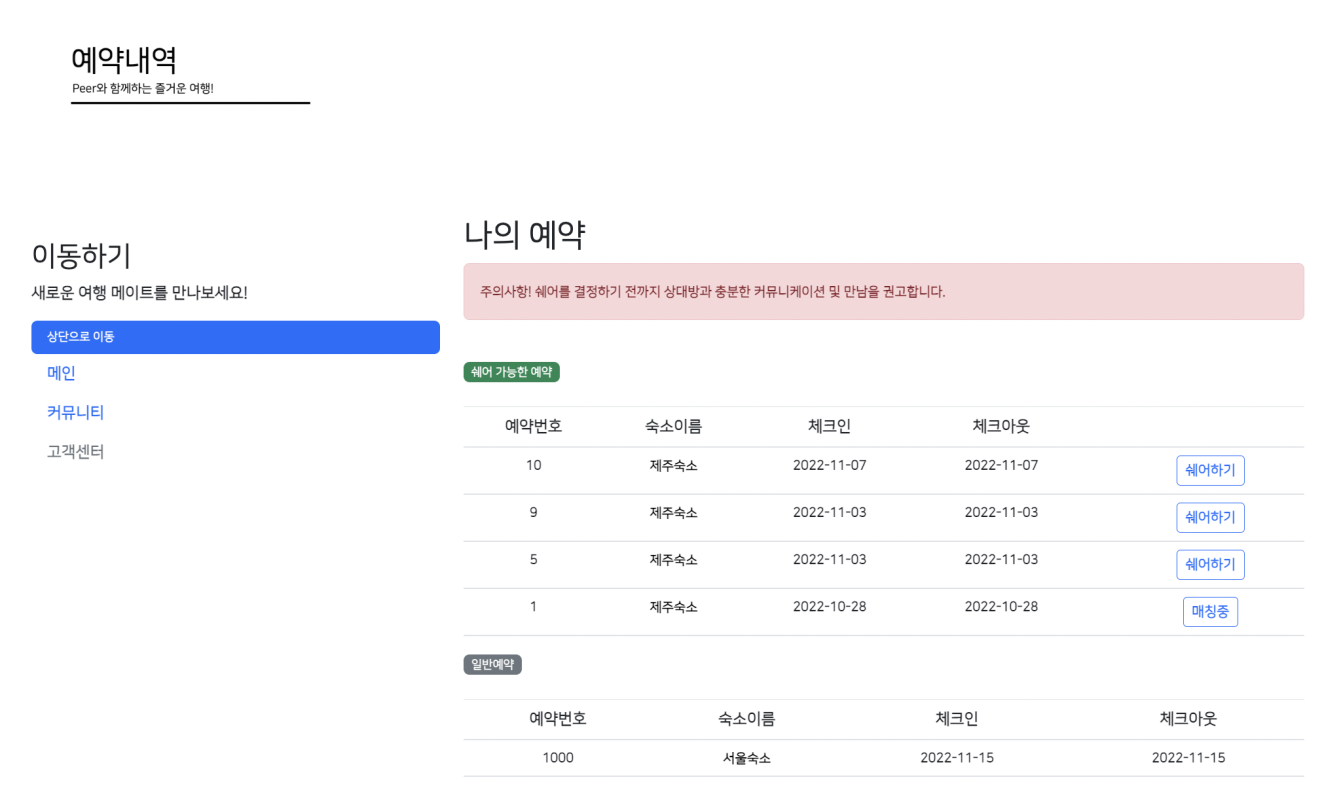 예약내역
Peer와 함께하는 즐거운 여행!
이동하기
새로운 여행 메이트를 만나보세요!
상단으로 이동
메인
커뮤니티
고객센터
나의 예약
주의사항! 쉐어를 결정하기 전까지 상대방과 충분한 커뮤니케이션 및 만남을 권고합니다.
쉐어 가능한 예약
예약번호 숙소이름 체크인 체크아웃
10 제주숙소 2022-11-07 2022-11-07 쉐어하기
9 제주숙소 2022-11-03 2022-11-03 쉐어하기
5 제주숙소 2022-11-03 2022-11-03 쉐어하기
1 제주숙소 2022-10-28 2022-10-28 매칭중
일반예약
예약번호 숙소이름 체크인 체크아웃
1000 서울숙소 2022-11-15 2022-11-15